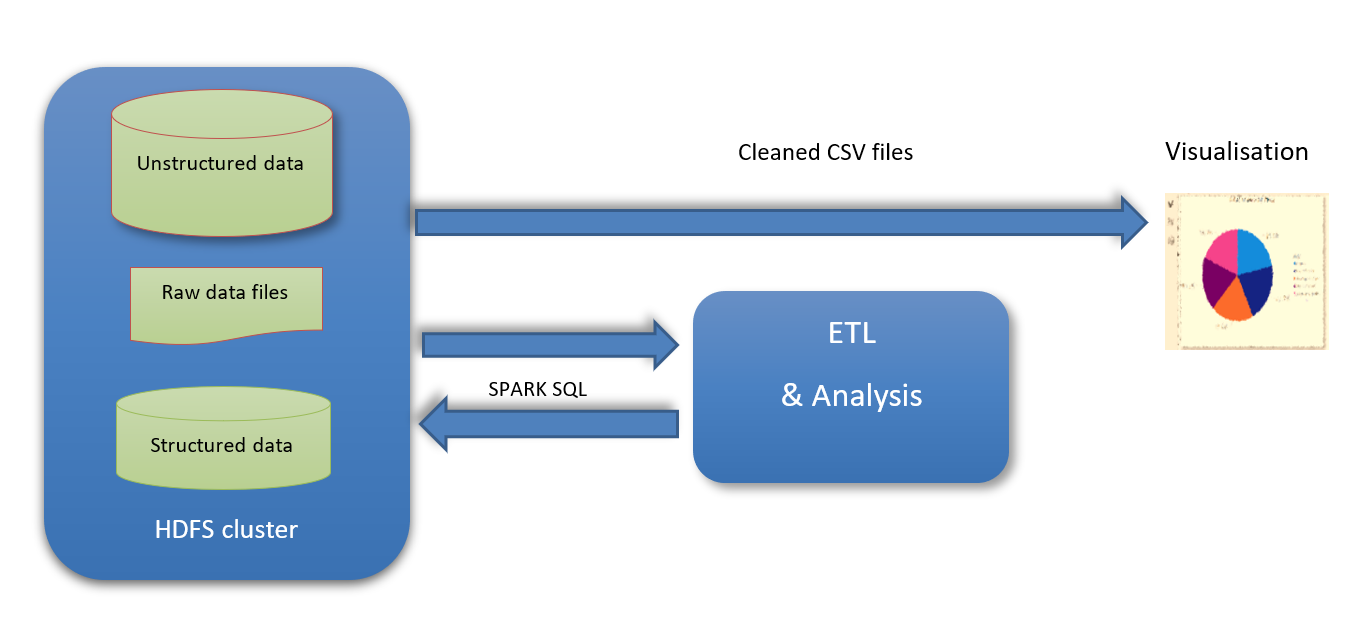 Unstructured data
Raw data files
Structured data
HDFS cluster
Cleaned CSV files
SPARK SQL
ETL
& Analysis
Visualisation